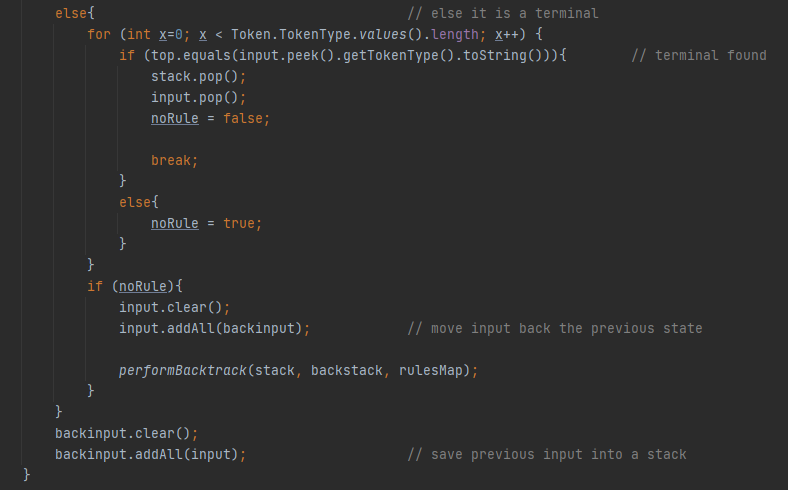 else{ // else it is a terminal
for (int x=0; x < Token.TokenType.values().length; x++) {
if (top.equals(input.peek().getTokenType().toString())){ // terminal found
stack.pop();
input.pop();
noRule = false;
break;
}
else{
noRule = true;
}
}
if (noRule){
input.clear();
input.addAll(backinput); // move input back the previous state
performBacktrack(stack, backstack, rulesMap);
}
}
backinput.clear();
backinput.addAll(input); // save previous input into a stack
}